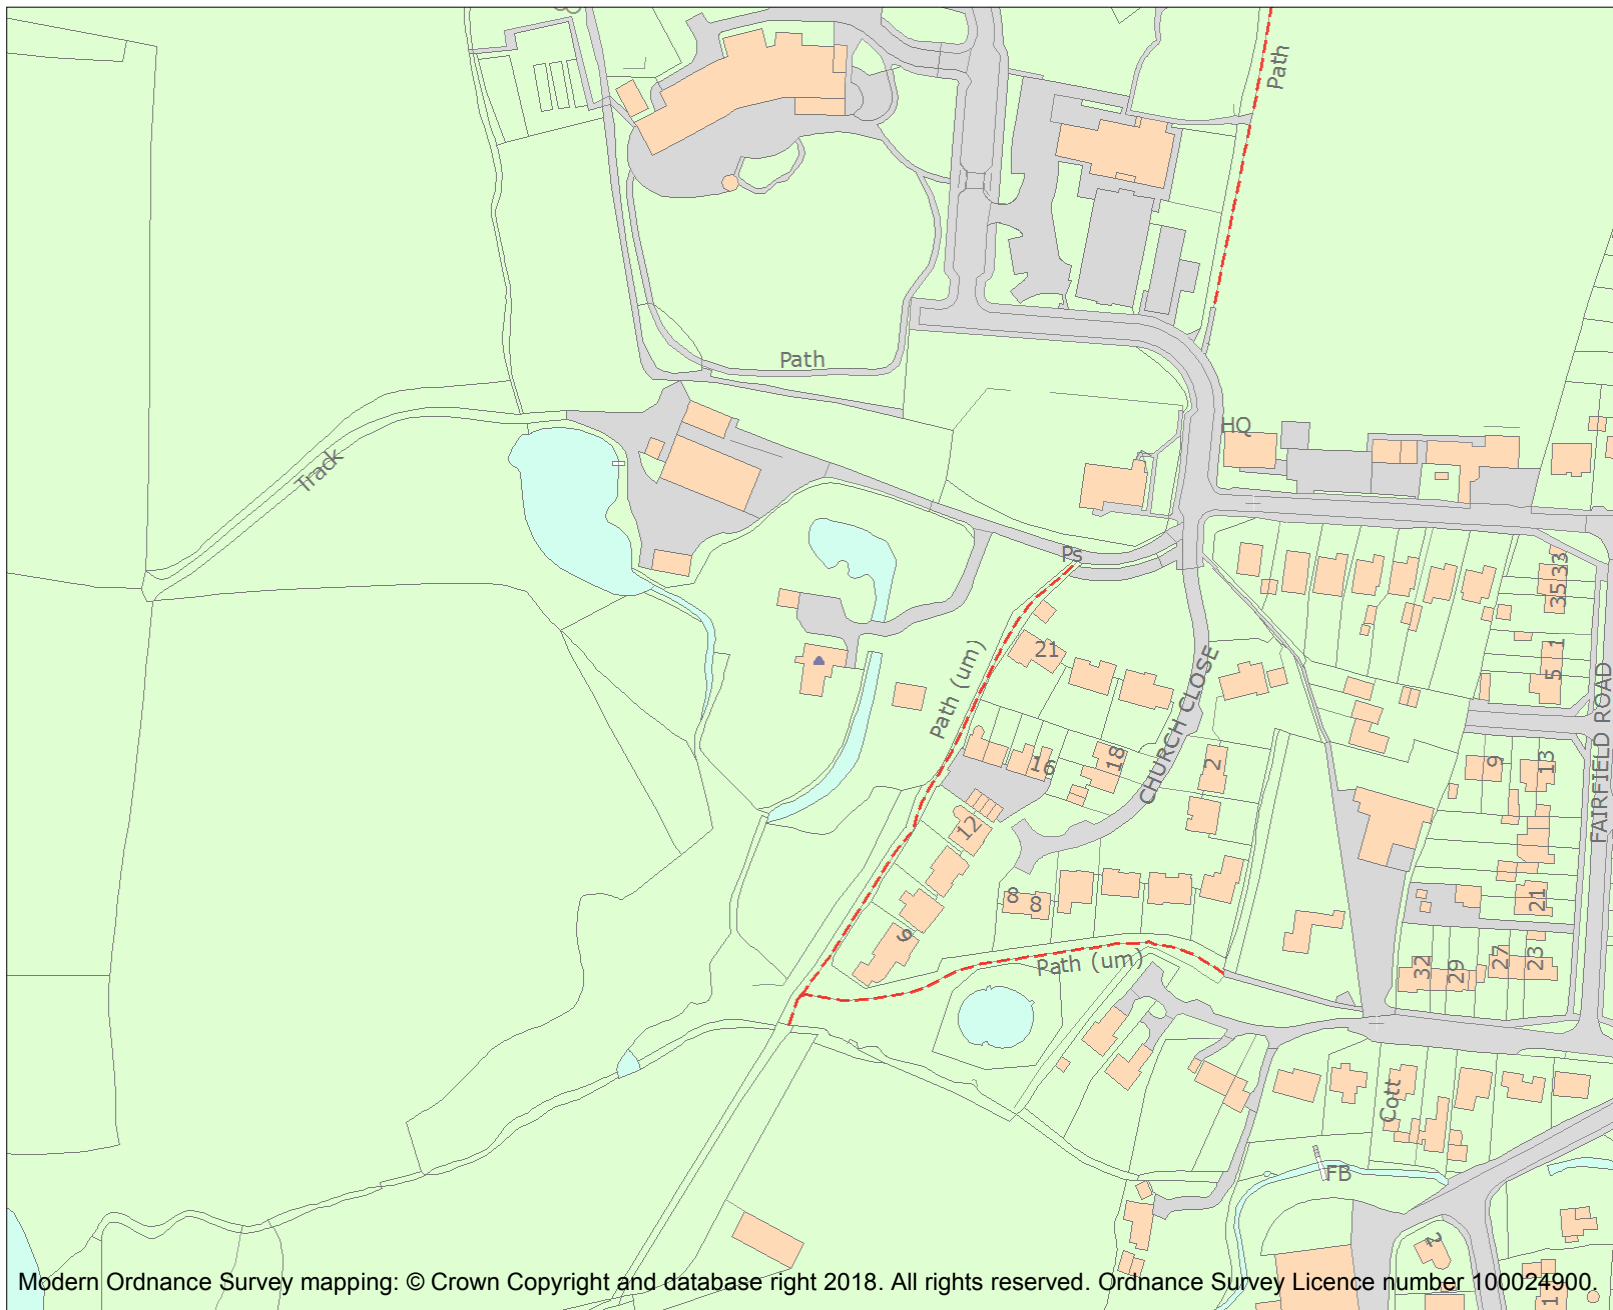 Path
Path
HQ
Track
Ps
35 33
21
Path (um)
CHURCH CLOSE
5 1
FAIRFIELD ROAD
16
18
2
9
13
12
8
8
21
9
Path (um)
32
29
27
23
Cott
FB
2
Modern Ordnance Survey mapping: © Crown Copyright and database right 2018. All rights reserved. Ordnance Survey Licence number 100024900.